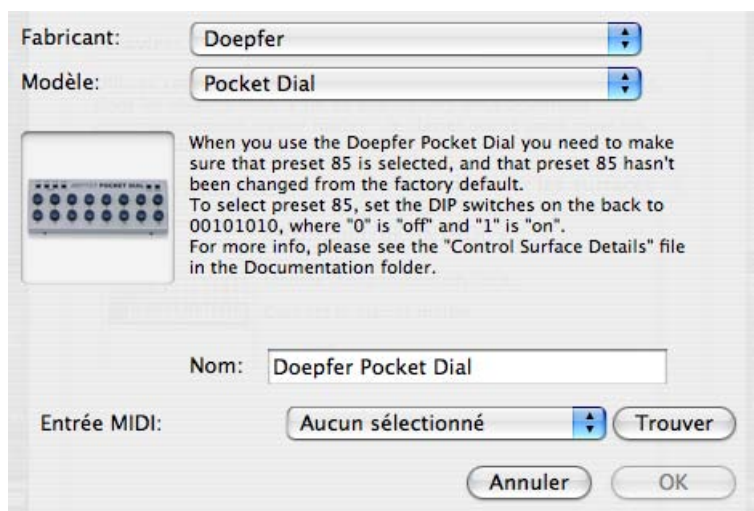 Fabricant: Doepfer
Modèle: Pocket Dial
When you use the Doepfer Pocket Dial you need to make
sure that preset 85 is selected, and that preset 85 hasn't
been changed from the factory default.
To select preset 85, set the DIP switches on the back to
00101010, where "0" is "off" and "1" is "on".
For more info, please see the "Control Surface Details" file
in the Documentation folder.
POCKET DIAL
Nom: Doepfer Pocket Dial
Entrée MIDI: Aucun sélectionné Trouver
Annuler OK